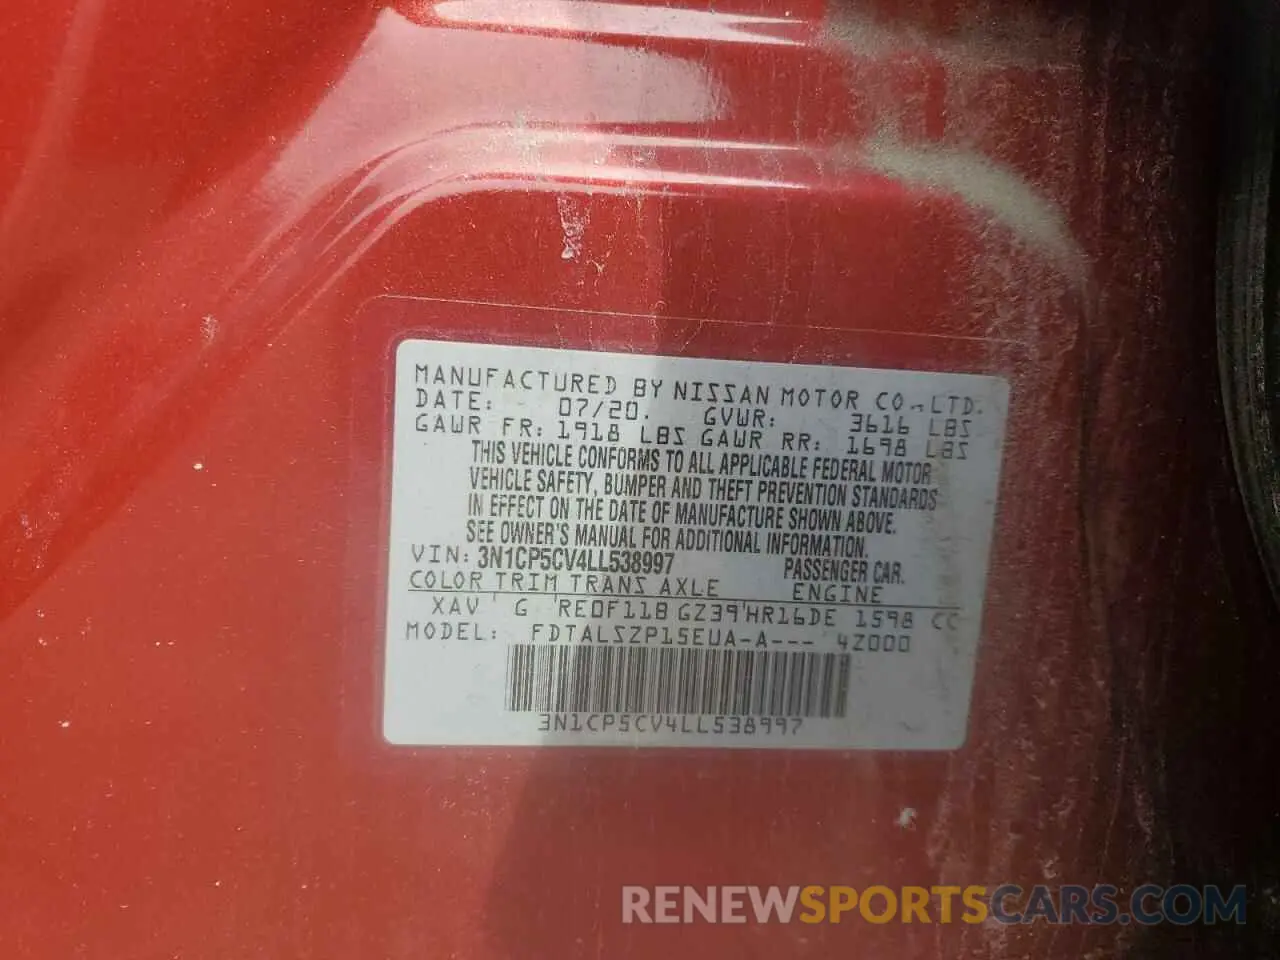 MANUFACTURED BY NISSAN MOTOR CO., LTD.
DATE: 07/20. GVWR: 3616 LBS
GAWR FR: 1918 LBS GAWR RR: 1698 LBS
THIS VEHICLE CONFORMS TO ALL APPLICABLE FEDERAL MOTOR
VEHICLE SAFETY, BUMPER AND THEFT PREVENTION STANDARDS
IN EFFECT ON THE DATE OF MANUFACTURE SHOWN ABOVE.
SEE OWNER'S MANUAL FOR ADDITIONAL INFORMATION.
VIN: 3N1CP5CV4LL538997 PASSENGER CAR.
COLOR TRIM TRANS AXLE ENGINE
XAV ' G 'RE0F11B GZ39'HR16DE 1598 CC
MODEL: FDTALSZP15EUA-A--- 4Z000
3N1CP5CV4LL538997
RENEWSPORTSCARS.COM